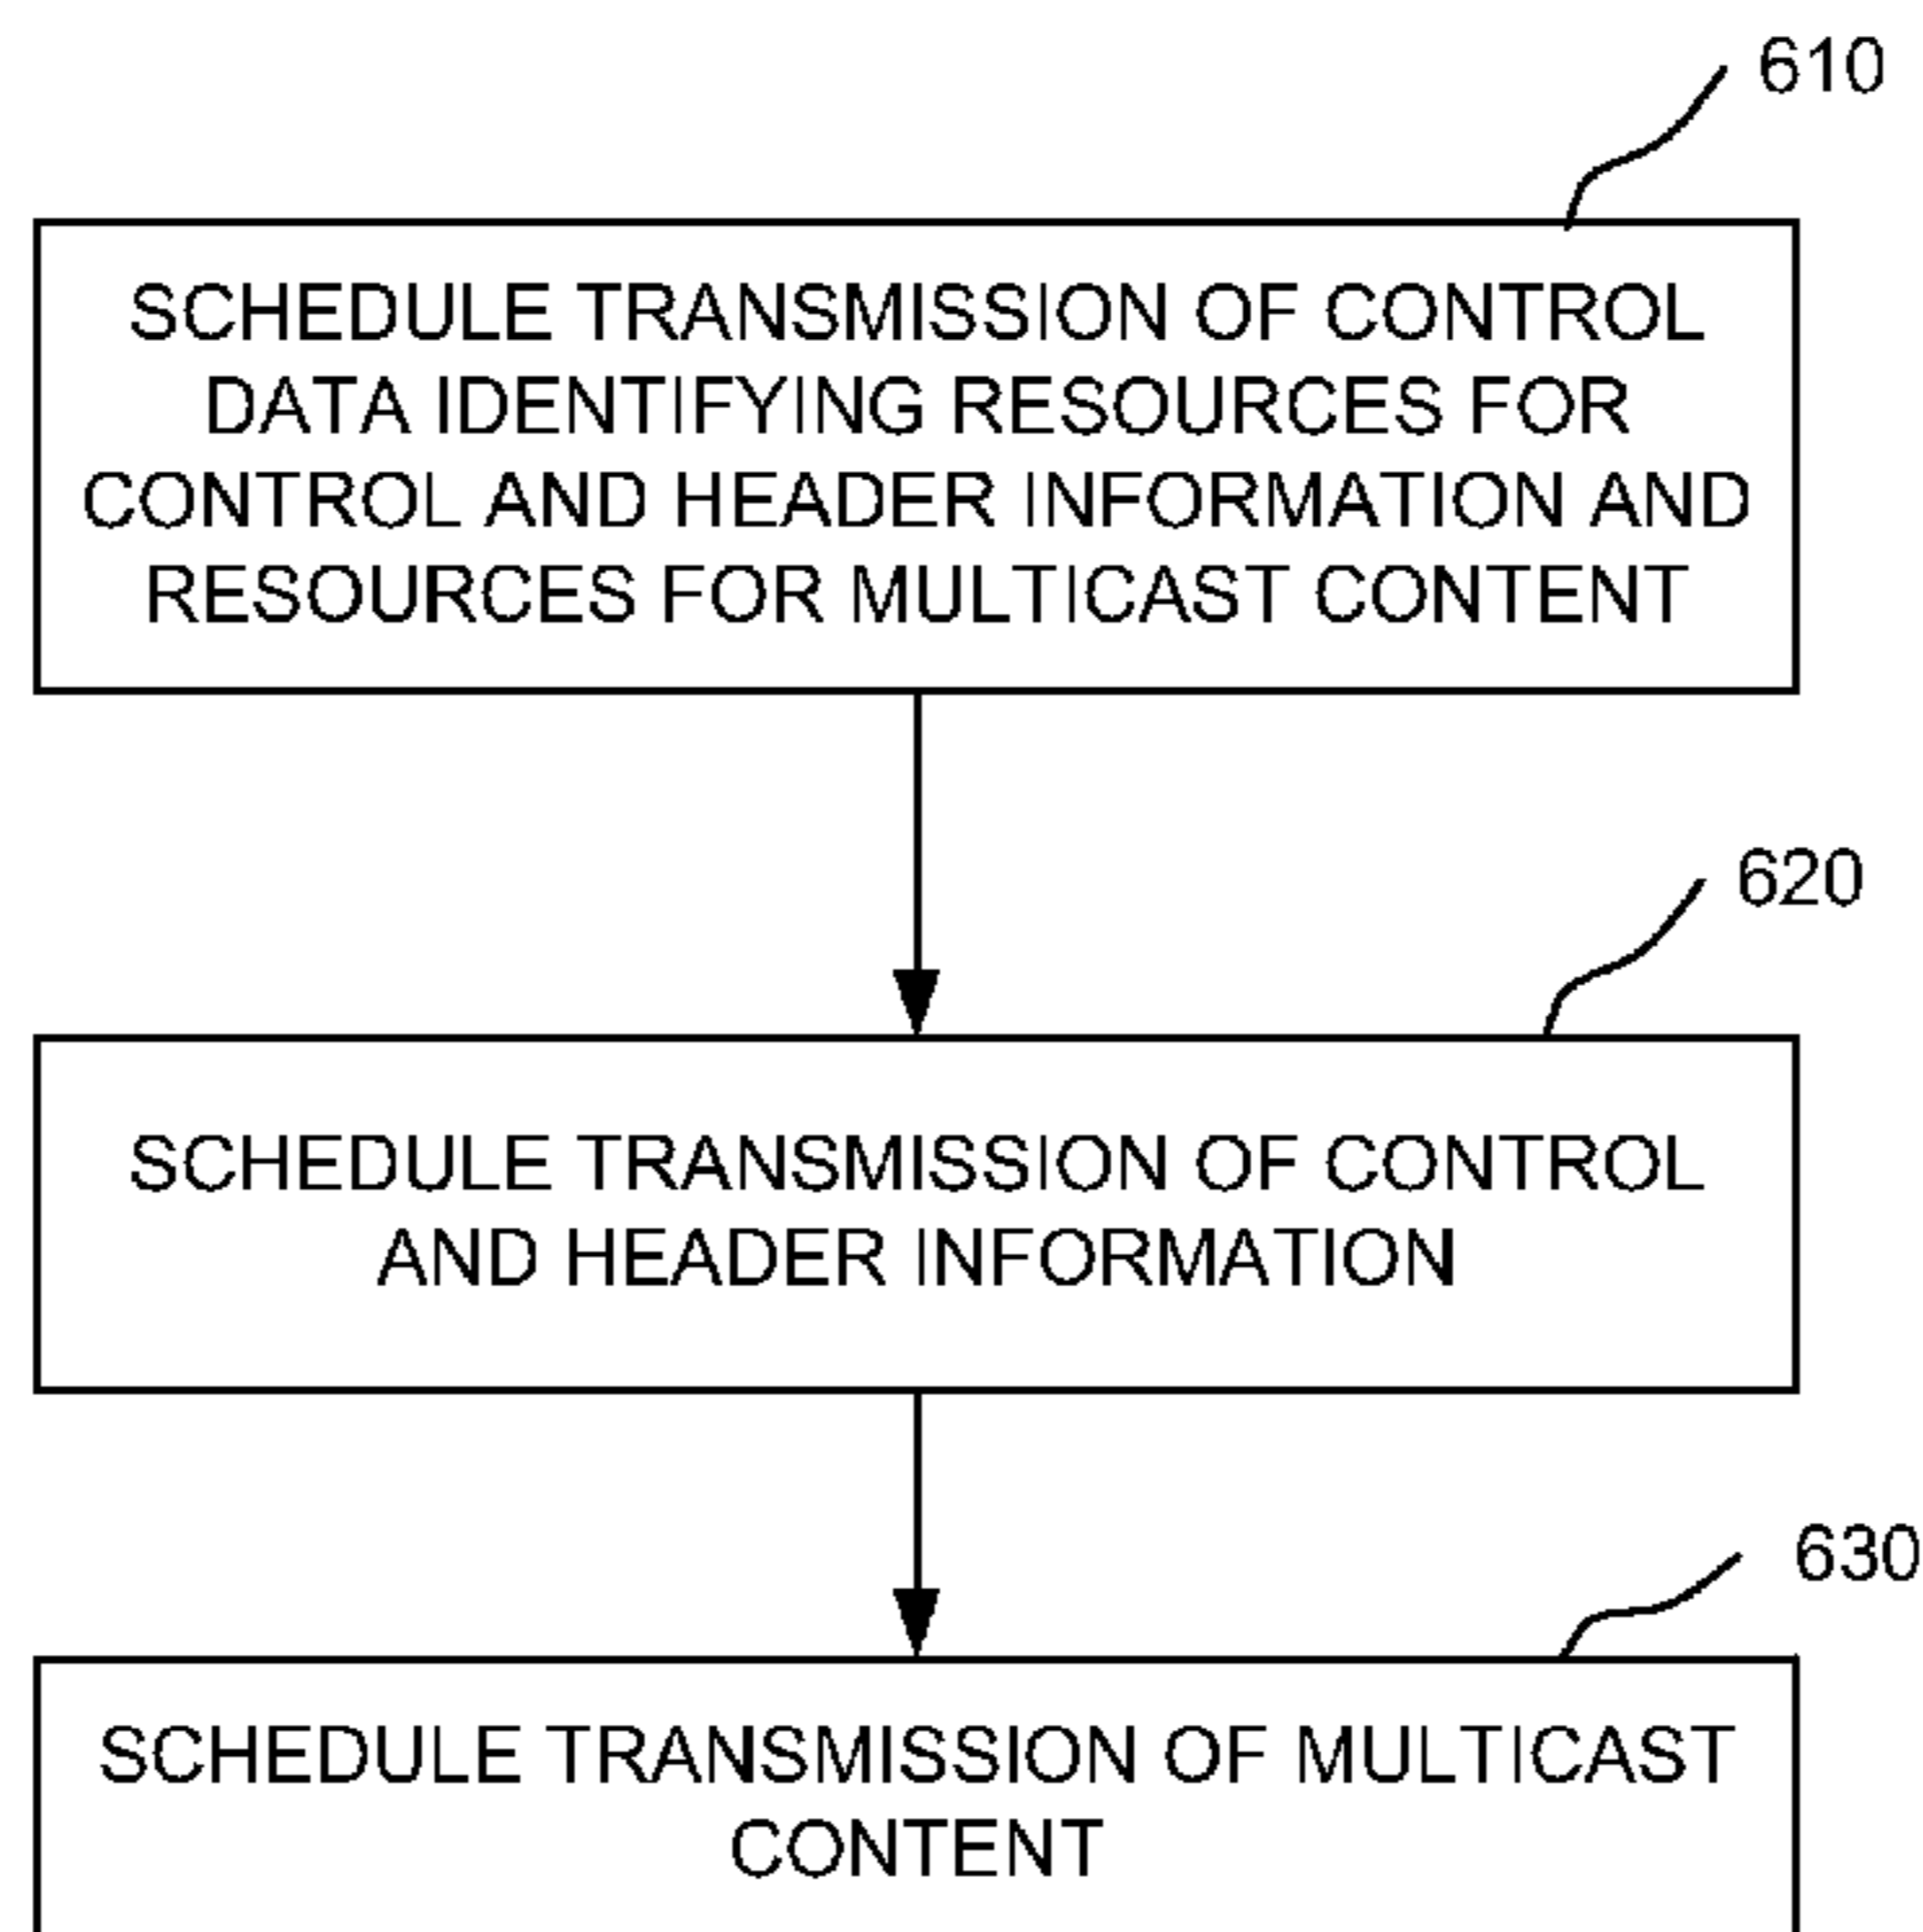 610
SCHEDULE TRANSMISSION OF CONTROL
DATA IDENTIFYING RESOURCES FOR
CONTROL AND HEADER INFORMATION AND
RESOURCES FOR MULTICAST CONTENT
620
SCHEDULE TRANSMISSION OF CONTROL
AND HEADER INFORMATION
630
SCHEDULE TRANSMISSION OF MULTICAST
CONTENT